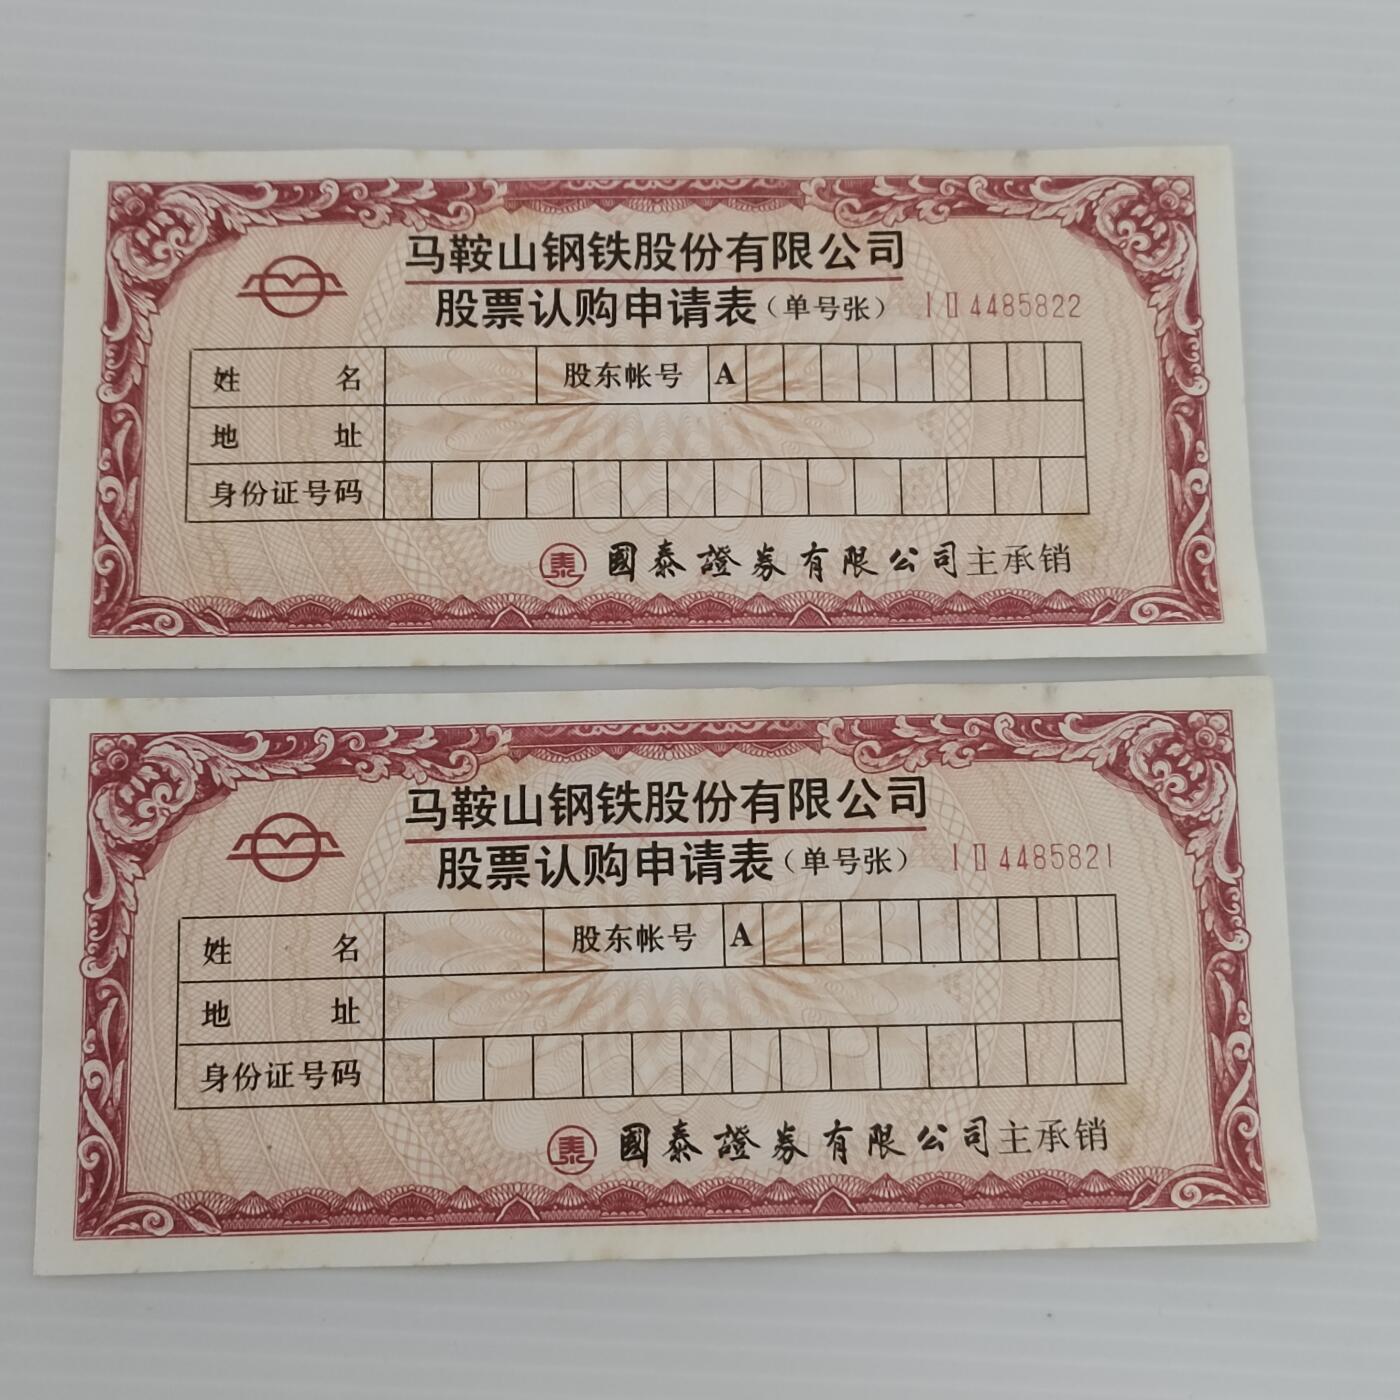 马鞍山钢铁股份有限公司
股票认购申请表（单号张） IⅡ4485822
姓名 股东帐号 A
地址
身份证号码
泰 國泰證券有限公司主承销
马鞍山钢铁股份有限公司
股票认购申请表（单号张） IⅡ4485821
姓名 股东帐号 A
地址
身份证号码
泰 國泰證券有限公司主承销